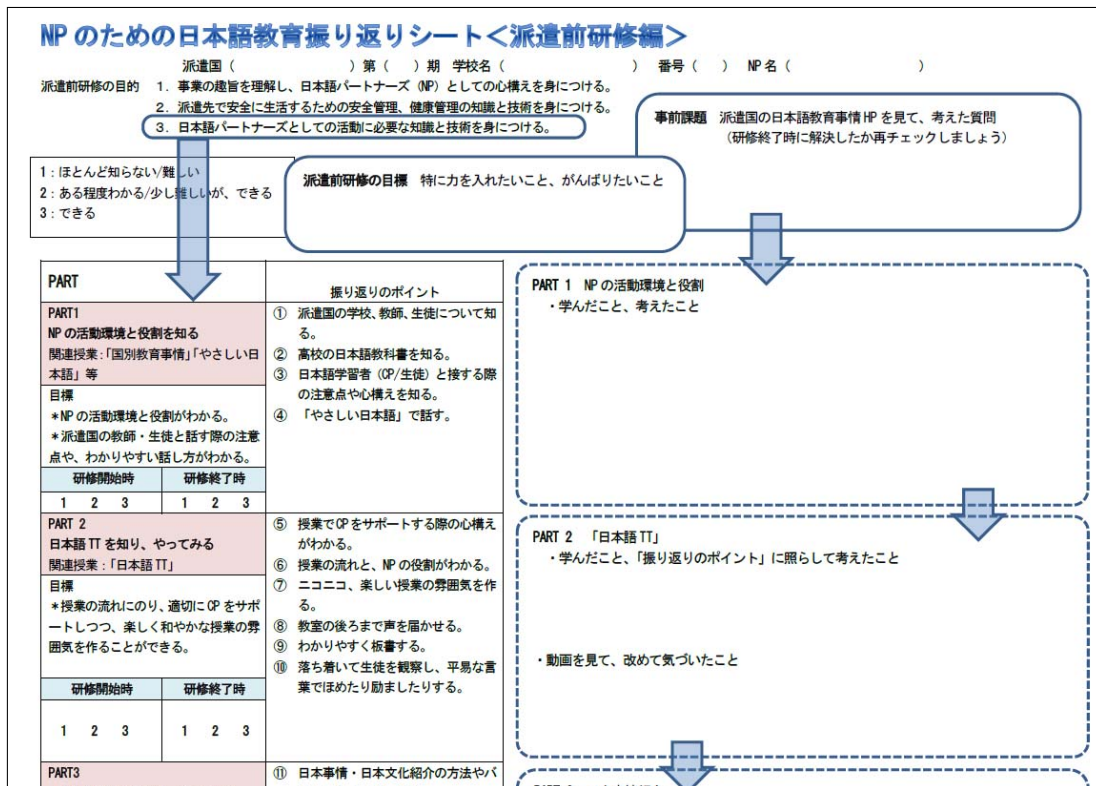 NPのための日本語教育振り返りシート＜派遣前研修編＞
派遣国（　　　　　　　　）第（　　）期　学校名（　　　　　　　　　）　番号（　　）　NP名（　　　　　　　　　）
派遣前研修の目的　1．事業の趣旨を理解し、日本語パートナーズ（NP）としての心構えを身につける。
2．派遣先で安全に生活するための安全管理、健康管理の知識と技術を身につける。
3．日本語パートナーズとしての活動に必要な知識と技術を身につける。
事前課題　派遣国の日本語教育事情HPを見て、考えた質問
（研修終了時に解決したか再チェックしましょう）
1：ほとんど知らない/難しい
2：ある程度わかる/少し難しいが、できる
3：できる
派遣前研修の目標　特に力を入れたいこと、がんばりたいこと
PART
振り返りのポイント
PART1
NPの活動環境と役割を知る
関連授業：「国別教育事情」「やさしい日
本語」等
目標
＊NPの活動環境と役割がわかる。
＊派遣国の教師・生徒と話す際の注意
点や、わかりやすい話し方がわかる。
研修開始時　研修終了時
1　2　3　1　2　3
①　派遣国の学校、教師、生徒について知
る。
②　高校の日本語教科書を知る。
③　日本語学習者（CP/生徒）と接する際
の注意点や心構えを知る。
④　「やさしい日本語」で話す。
PART 1　NPの活動環境と役割
・学んだこと、考えたこと
PART 2
日本語TTを知り、やってみる
関連授業：「日本語TT」
目標
＊授業の流れにのり、適切にCPをサポ
ートしつつ、楽しく和やかな授業の雰
囲気を作ることができる。
研修開始時　研修終了時
1　2　3　1　2　3
⑤　授業でCPをサポートする際の心構え
がわかる。
⑥　授業の流れと、NPの役割がわかる。
⑦　ニコニコ、楽しい授業の雰囲気を作
る。
⑧　教室の後ろまで声を届かせる。
⑨　わかりやすく板書する。
⑩　落ち着いて生徒を観察し、平易な言
葉でほめたり励ましたりする。
PART 2　「日本語TT」
・学んだこと、「振り返りのポイント」に照らして考えたこと
・動画を見て、改めて気づいたこと
PART3
⑪　日本事情・日本文化紹介の方法やバ